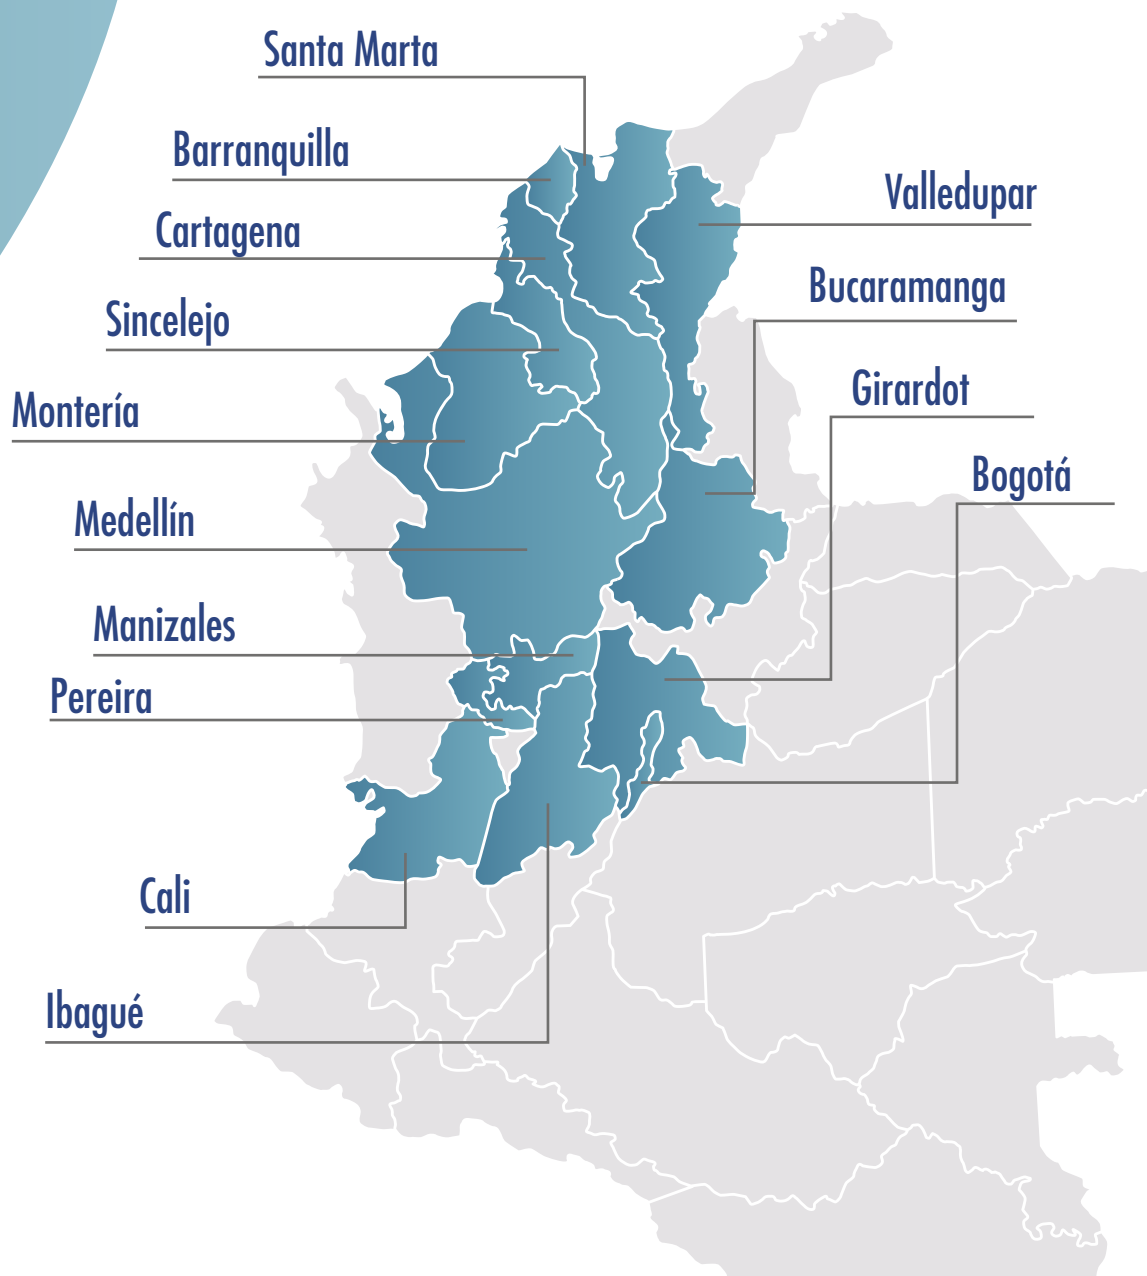 Santa Marta
Barranquilla
Valledupar
Cartagena
Bucaramanga
Sincelejo
Girardot
Montería
Bogotá
Medellín
Manizales
Pereira
Cali
Ibagué